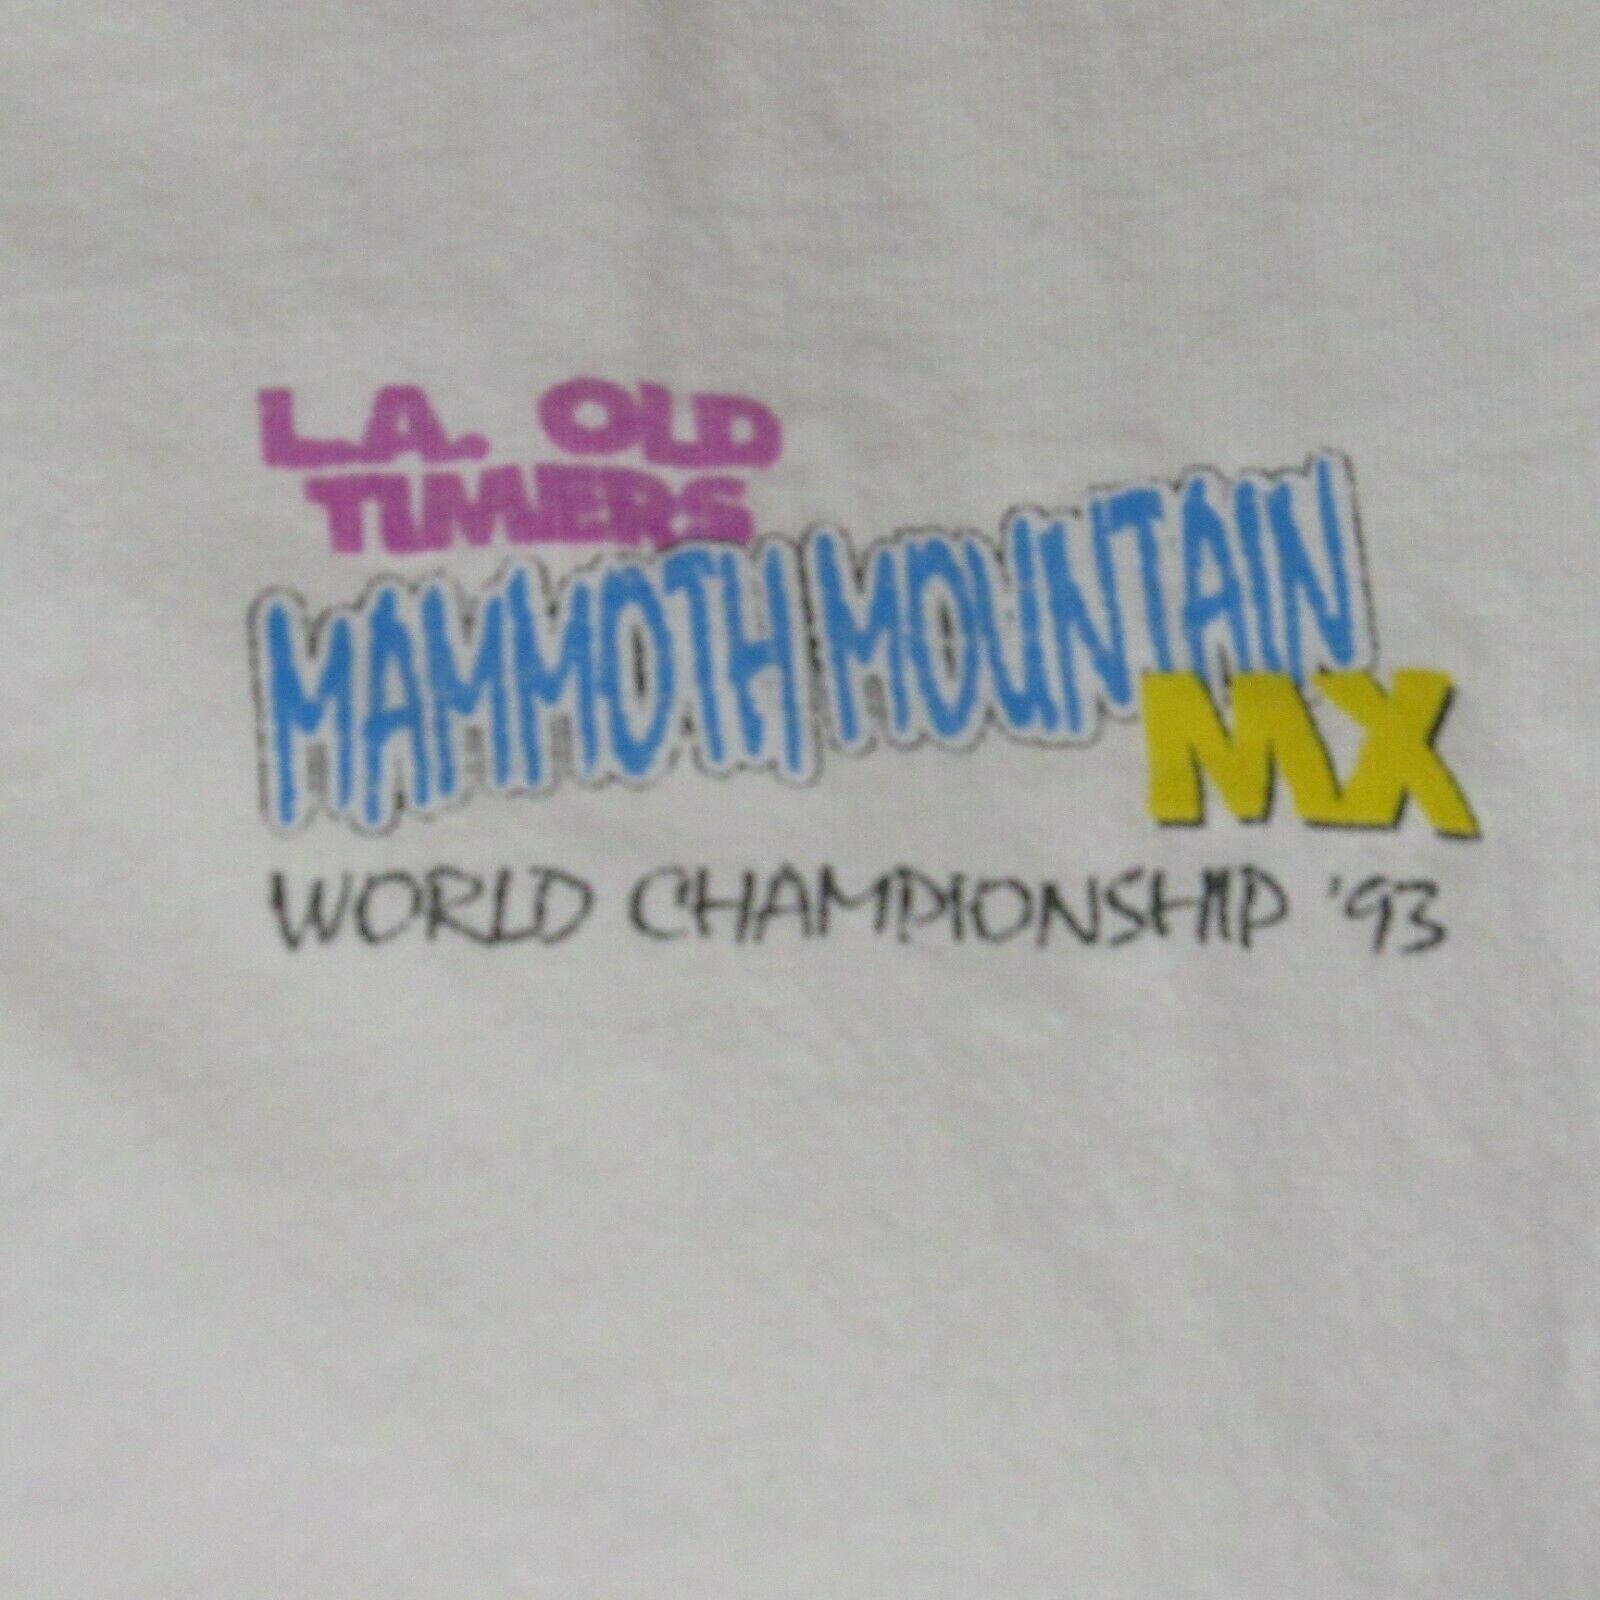 L.A. OLD
TIMERS
MAMMOTH MOUNTAIN
MX
WORLD CHAMPIONSHIP '93